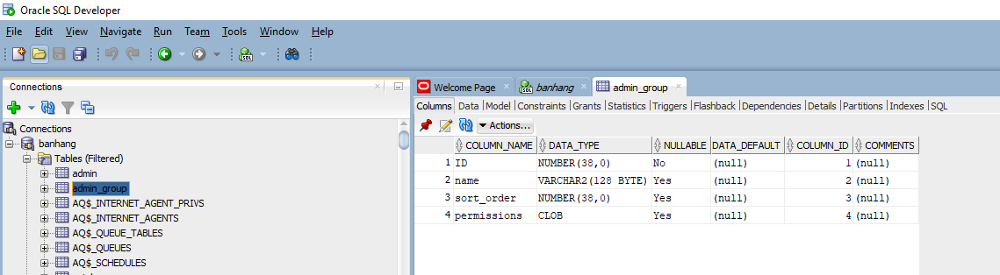 Oracle SQL Developer
File Edit View Navigate Run Team Tools Window Help
Connections
Connections
banhang
Tables (Filtered)
admin
admin_group
AQ$_INTERNET_AGENT_PRIVS
AQ$_INTERNET_AGENTS
AQ$_QUEUE_TABLES
AQ$_QUEUES
AQ$_SCHEDULES
Welcome Page banhang admin_group
Columns Data Model Constraints Grants Statistics Triggers Flashback Dependencies Details Partitions Indexes SQL
Actions...
COLUMN_NAME DATA_TYPE NULLABLE DATA_DEFAULT COLUMN_ID COMMENTS
1 ID NUMBER(38,0) No (null) 1 (null)
2 name VARCHAR2(128 BYTE) Yes (null) 2 (null)
3 sort_order NUMBER(38,0) Yes (null) 3 (null)
4 permissions CLOB Yes (null) 4 (null)